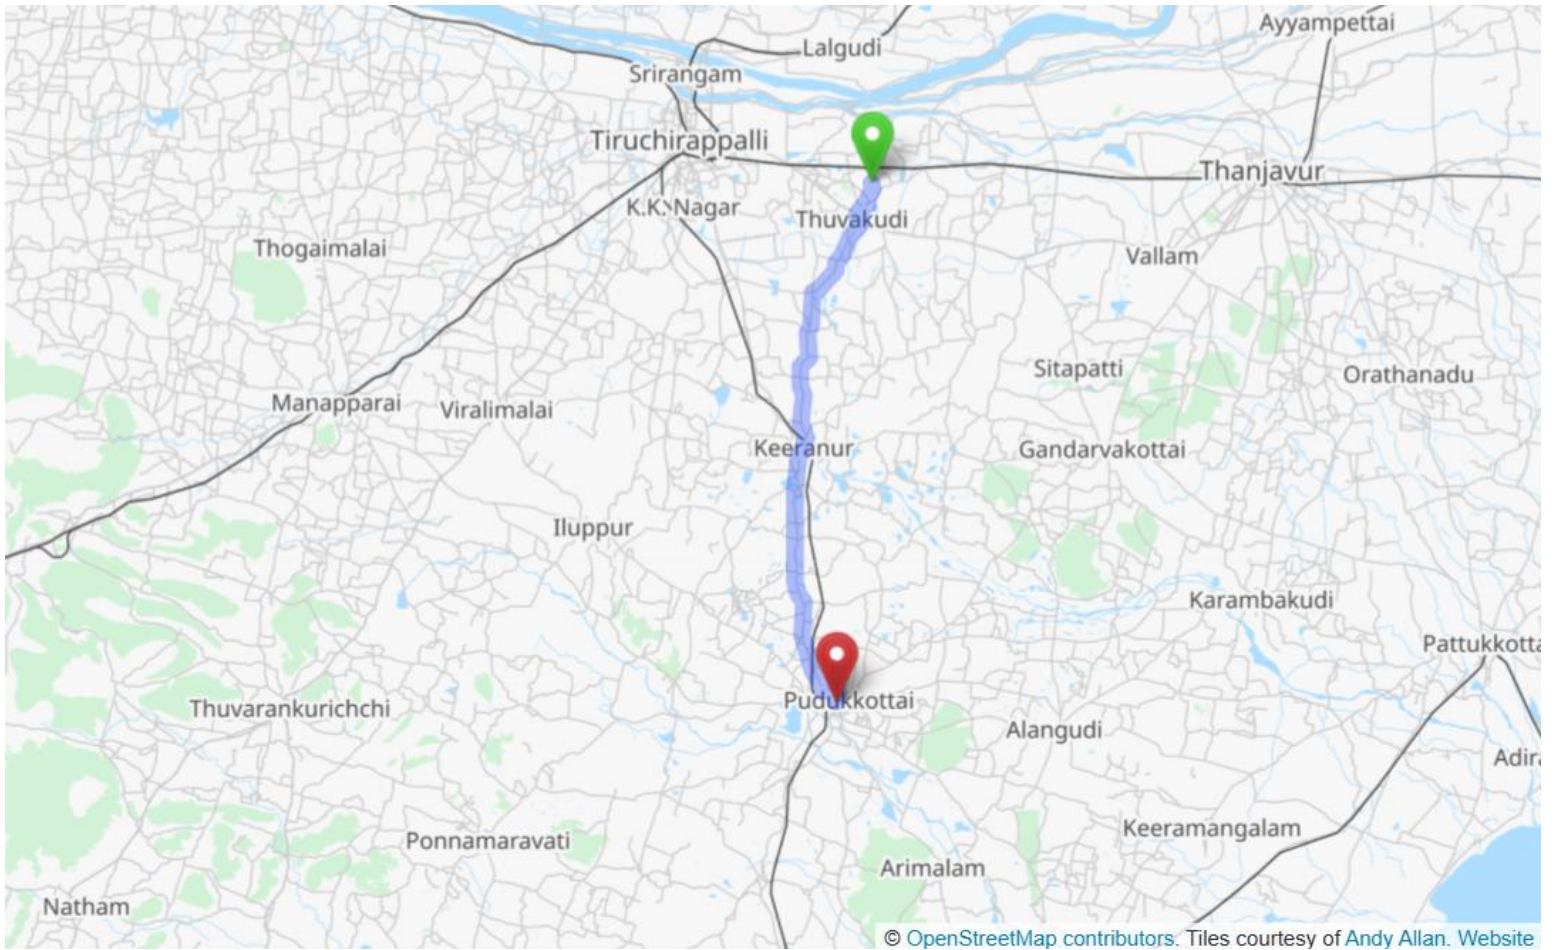 Ayyampettai
Lalgudi
Srirangam
Tiruchirappalli
Thanjavur
K.K. Nagar
Thuvakudi
Thogaimalai
Vallam
Sitapatti
Orathanadu
Manapparai
Viralimalai
Keeranur
Gandarvakottai
Iluppur
Karambakudi
Pattukkotta
Pudukkottai
Thuvarankurichchi
Alangudi
Adira
Keeramangalam
Ponnamaravati
Arimalam
Natham
© OpenStreetMap contributors. Tiles courtesy of Andy Allan. Website